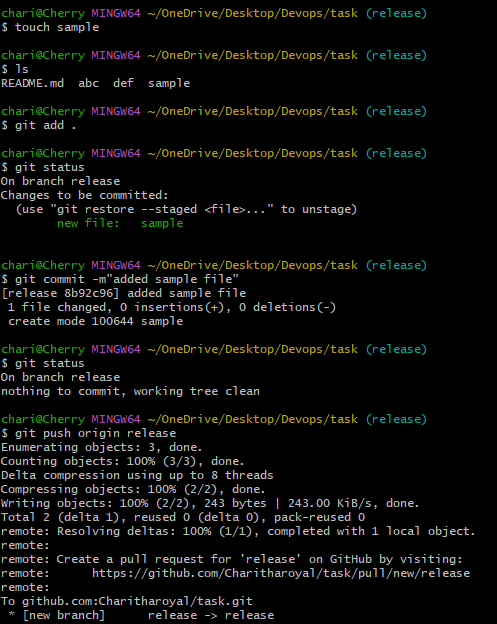 chari@Cherry MINGW64 ~/OneDrive/Desktop/Devops/task (release)
$ touch sample
chari@Cherry MINGW64 ~/OneDrive/Desktop/Devops/task (release)
$ ls
README.md  abc  def  sample
chari@Cherry MINGW64 ~/OneDrive/Desktop/Devops/task (release)
$ git add .
chari@Cherry MINGW64 ~/OneDrive/Desktop/Devops/task (release)
$ git status
On branch release
Changes to be committed:
  (use "git restore --staged <file>..." to unstage)
        new file:   sample
chari@Cherry MINGW64 ~/OneDrive/Desktop/Devops/task (release)
$ git commit -m"added sample file"
[release 8b92c96] added sample file
 1 file changed, 0 insertions(+), 0 deletions(-)
 create mode 100644 sample
chari@Cherry MINGW64 ~/OneDrive/Desktop/Devops/task (release)
$ git status
On branch release
nothing to commit, working tree clean
chari@Cherry MINGW64 ~/OneDrive/Desktop/Devops/task (release)
$ git push origin release
Enumerating objects: 3, done.
Counting objects: 100% (3/3), done.
Delta compression using up to 8 threads
Compressing objects: 100% (2/2), done.
Writing objects: 100% (2/2), 243 bytes | 243.00 KiB/s, done.
Total 2 (delta 1), reused 0 (delta 0), pack-reused 0
remote: Resolving deltas: 100% (1/1), completed with 1 local object.
remote:
remote: Create a pull request for 'release' on GitHub by visiting:
remote:      https://github.com/Charitharoyal/task/pull/new/release
remote:
To github.com:Charitharoyal/task.git
 * [new branch]      release -> release